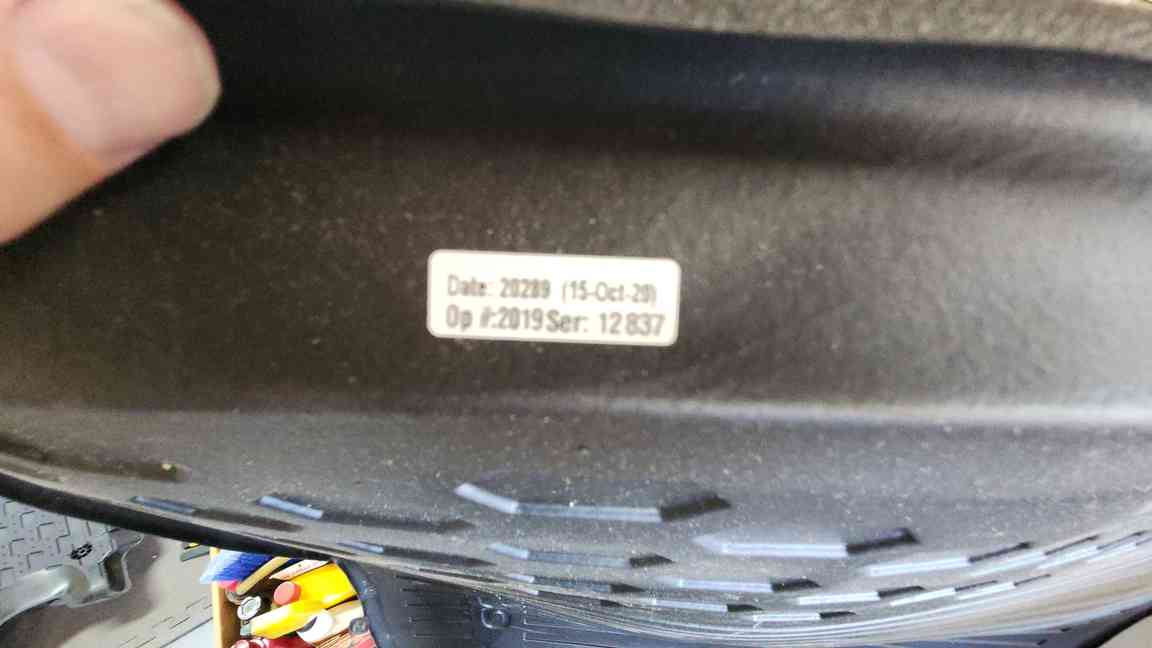 Date: 20289 (15-Oct-20)
Op #:2019 Ser: 12837